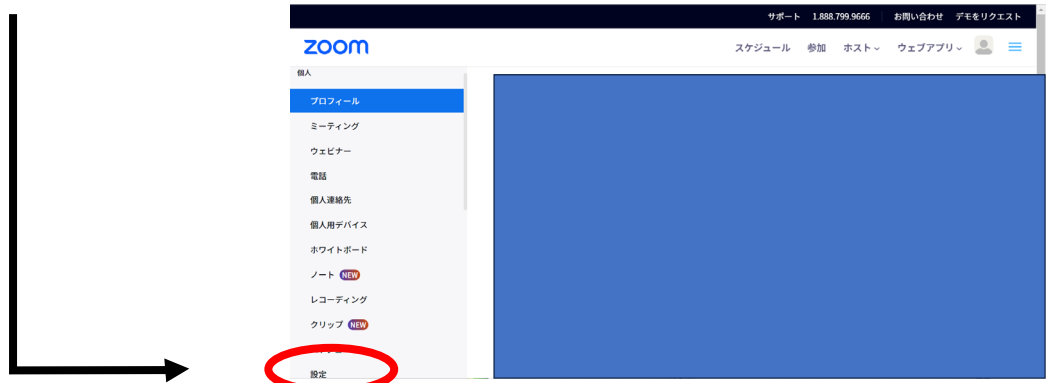 サポート 1.888.799.9666 お問い合わせ デモをリクエスト
zoom スケジュール 参加 ホスト ウェブアプリ
個人
プロフィール
ミーティング
ウェビナー
電話
個人連絡先
個人用デバイス
ホワイトボード
ノート NEW
レコーディング
クリップ NEW
設定